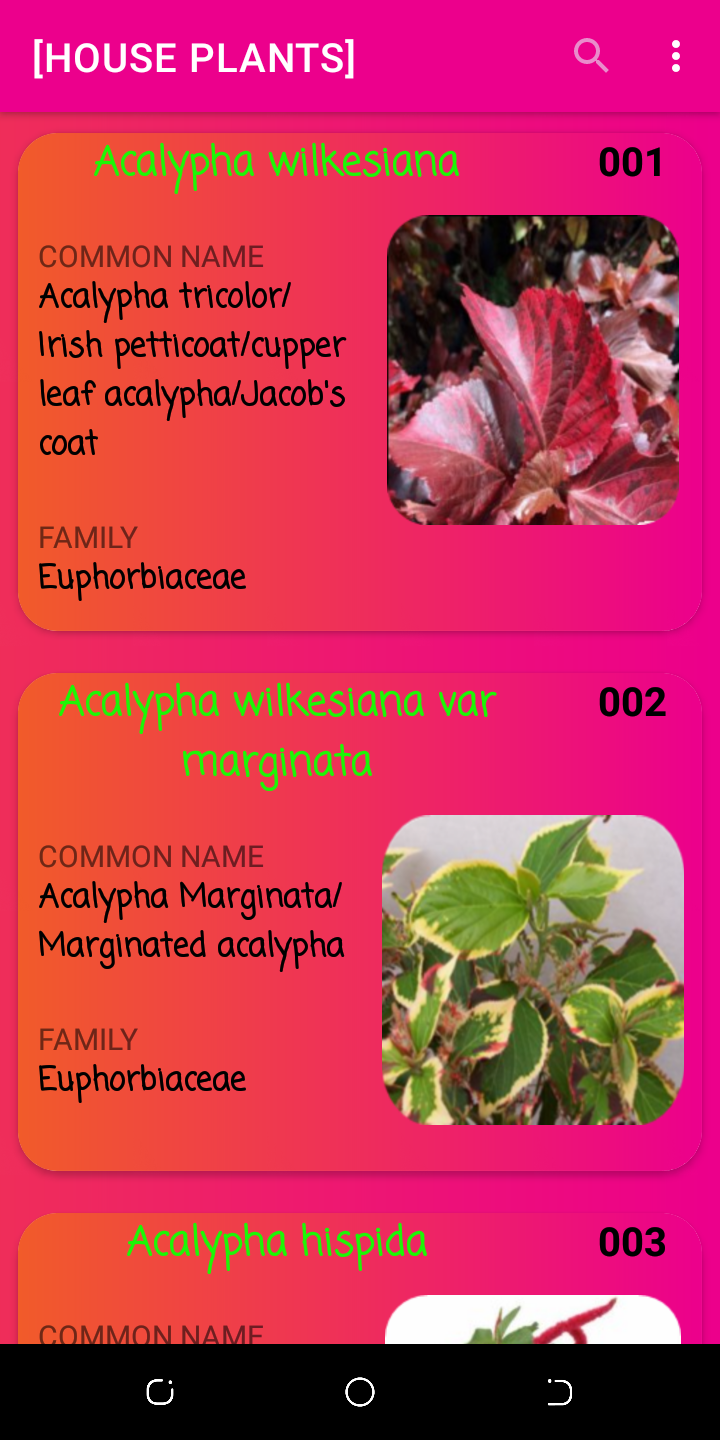 [HOUSE PLANTS]
Acalypha wilkesiana 001
COMMON NAME
Acalypha tricolor/
Irish petticoat/cupper
leaf acalypha/Jacob's
coat
FAMILY
Euphorbiaceae
Acalypha wilkesiana var 002
marginata
COMMON NAME
Acalypha Marginata/
Marginated acalypha
FAMILY
Euphorbiaceae
Acalypha hispida 003
COMMON NAME